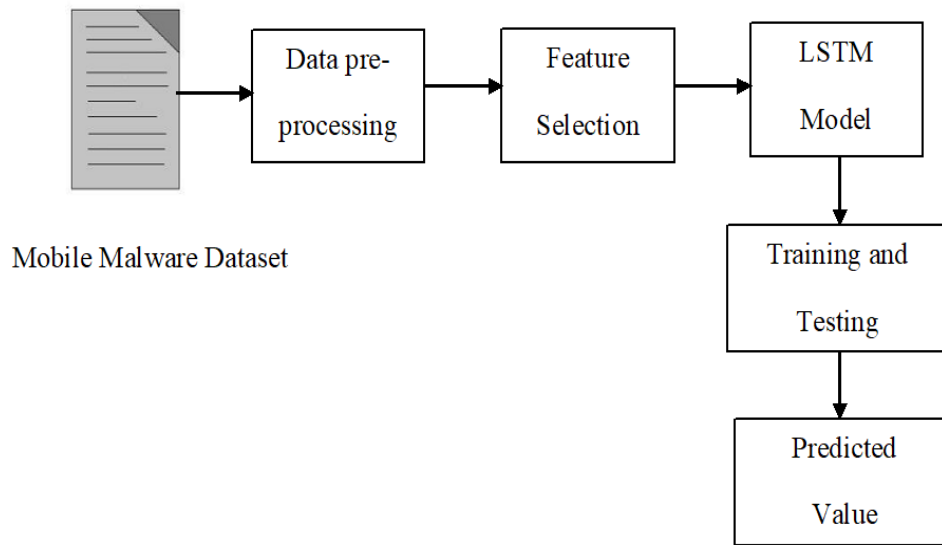 Data pre-
processing
Feature
Selection
LSTM
Model
Mobile Malware Dataset
Training and
Testing
Predicted
Value